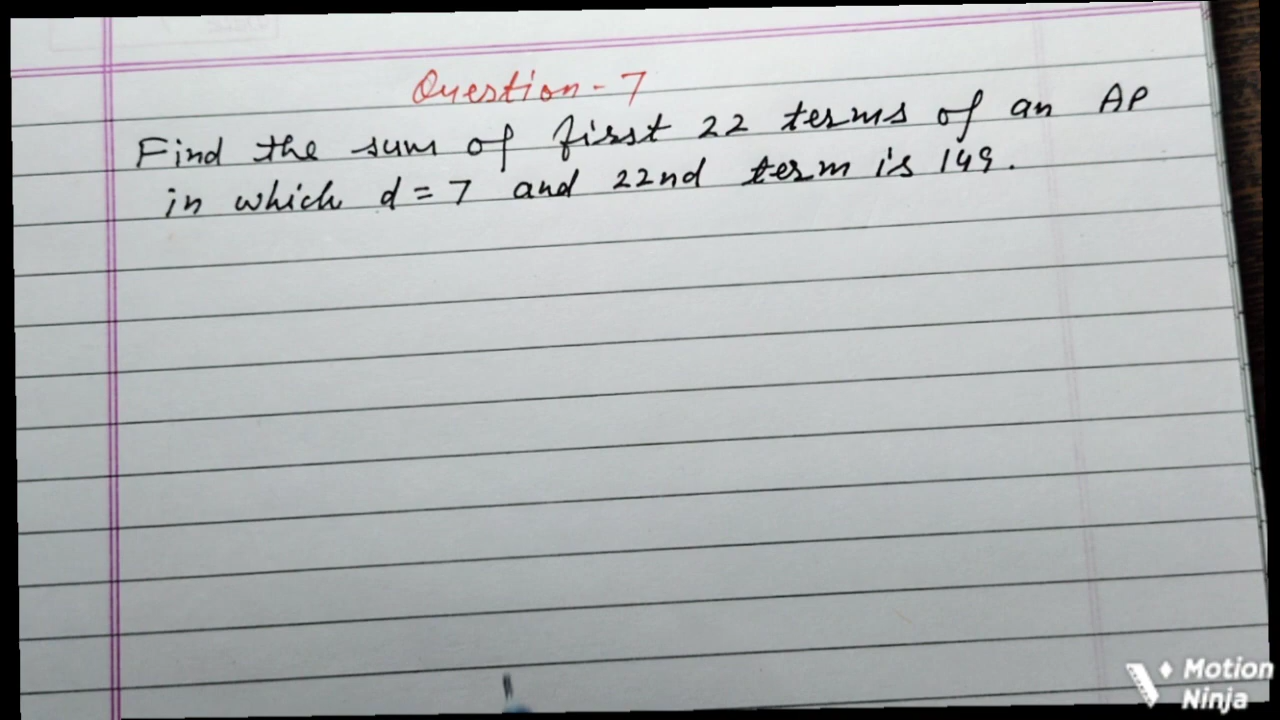 Question - 7
Find the sum of first 22 terms of an AP
in which d = 7 and 22nd term is 149.
Motion
Ninja